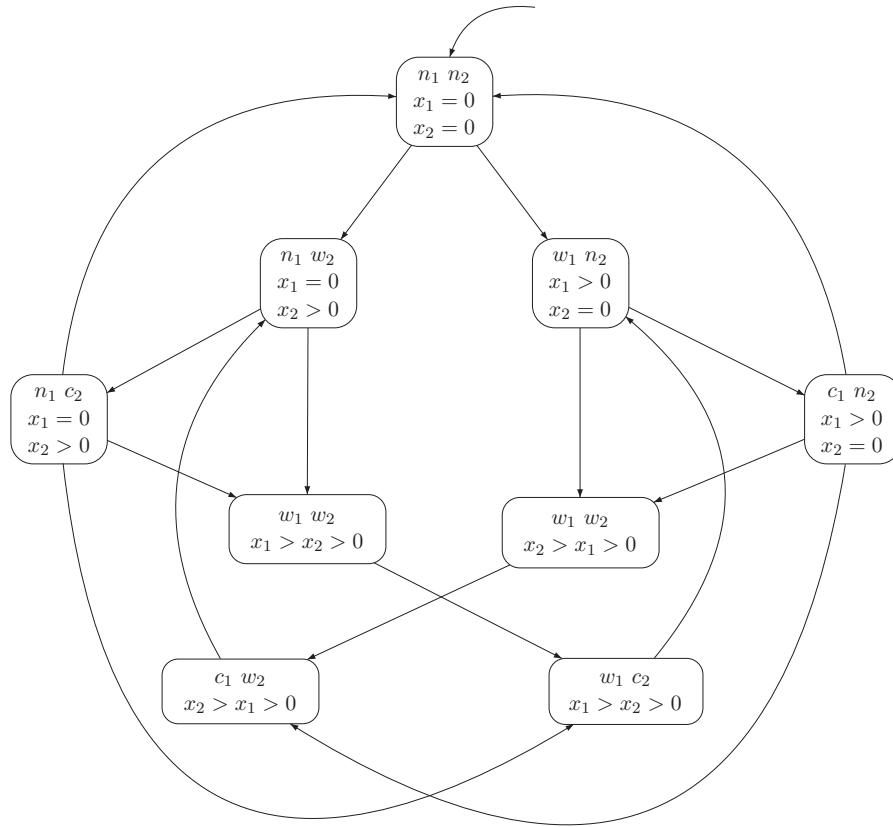 n₁ n₂
x₁ = 0
x₂ = 0
n₁ w₂
x₁ = 0
x₂ > 0
w₁ n₂
x₁ > 0
x₂ = 0
n₁ c₂
x₁ = 0
x₂ > 0
c₁ n₂
x₁ > 0
x₂ = 0
w₁ w₂
x₁ > x₂ > 0
w₁ w₂
x₂ > x₁ > 0
c₁ w₂
x₂ > x₁ > 0
w₁ c₂
x₁ > x₂ > 0